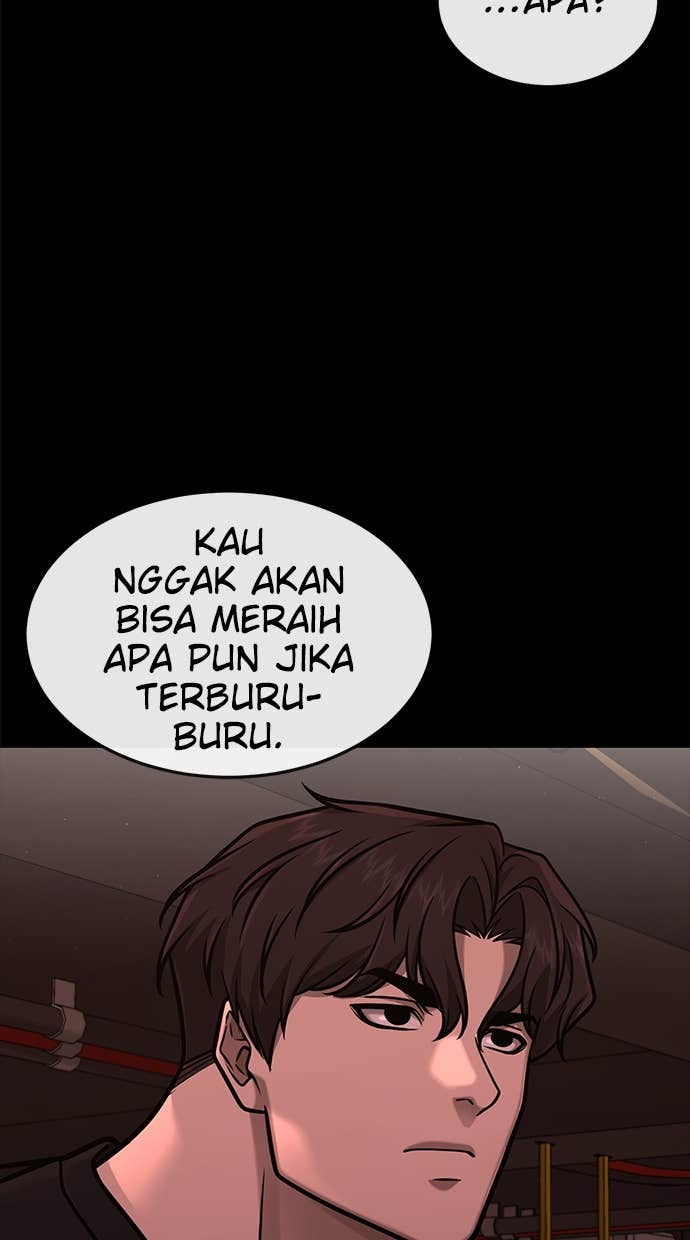 ...APA?
KAU
NGGAK AKAN
BISA MERAIH
APA PUN JIKA
TERBURU-
BURU.